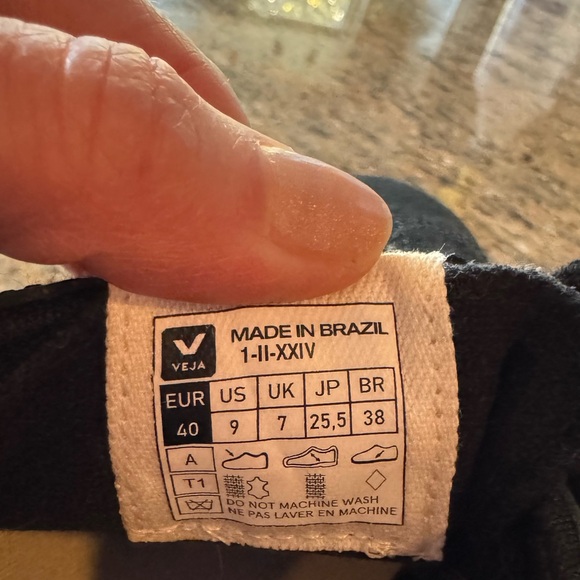 VEJA
MADE IN BRAZIL
1-II-XXIV
EUR US UK JP BR
40 9 7 25,5 38
A
T1
DO NOT MACHINE WASH
NE PAS LAVER EN MACHINE